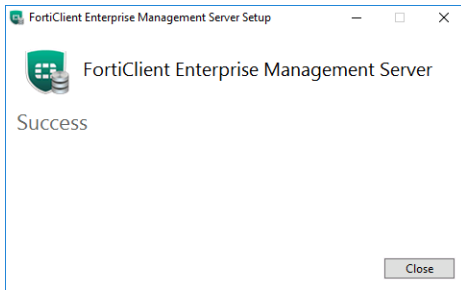 FortiClient Enterprise Management Server Setup
FortiClient Enterprise Management Server
Success
Close